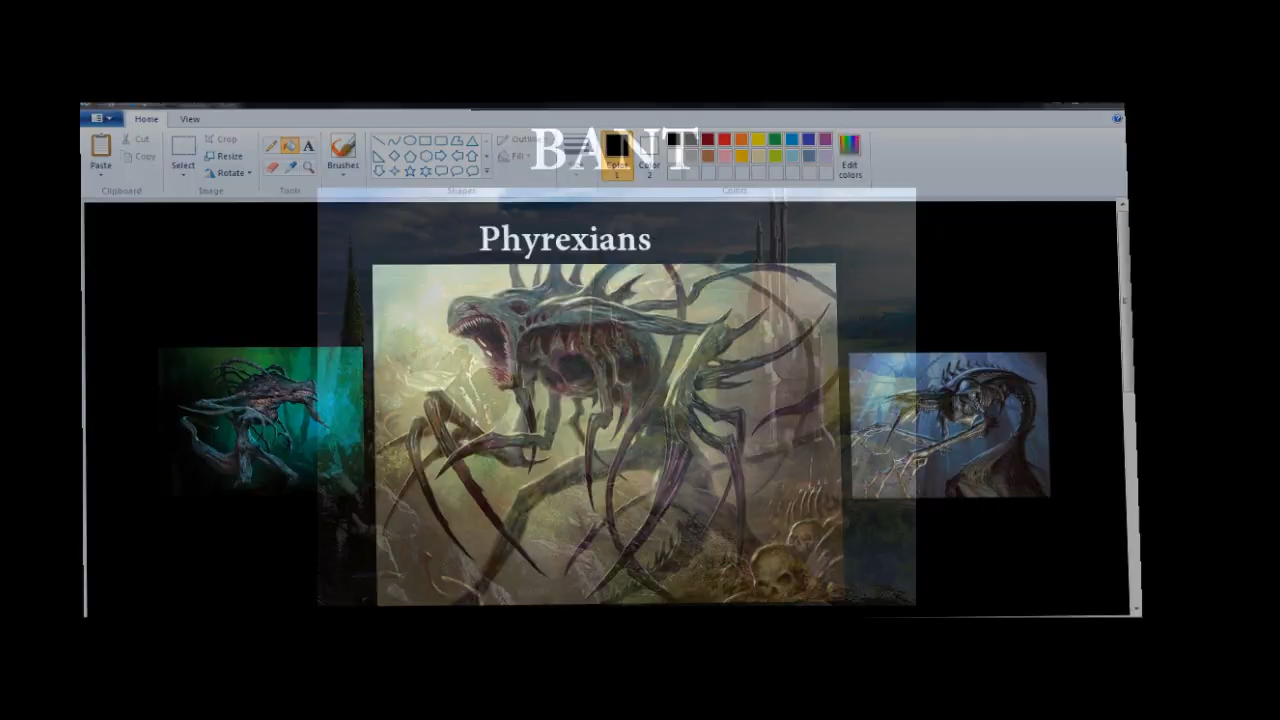 Home View
Cut
Copy
Paste
Clipboard
Select
Crop
Resize
Rotate
Image
A
Tools
Brushes
Shapes
Fill
Color
1
Color
2
Colors
Edit
colors
BANT
Phyrexians